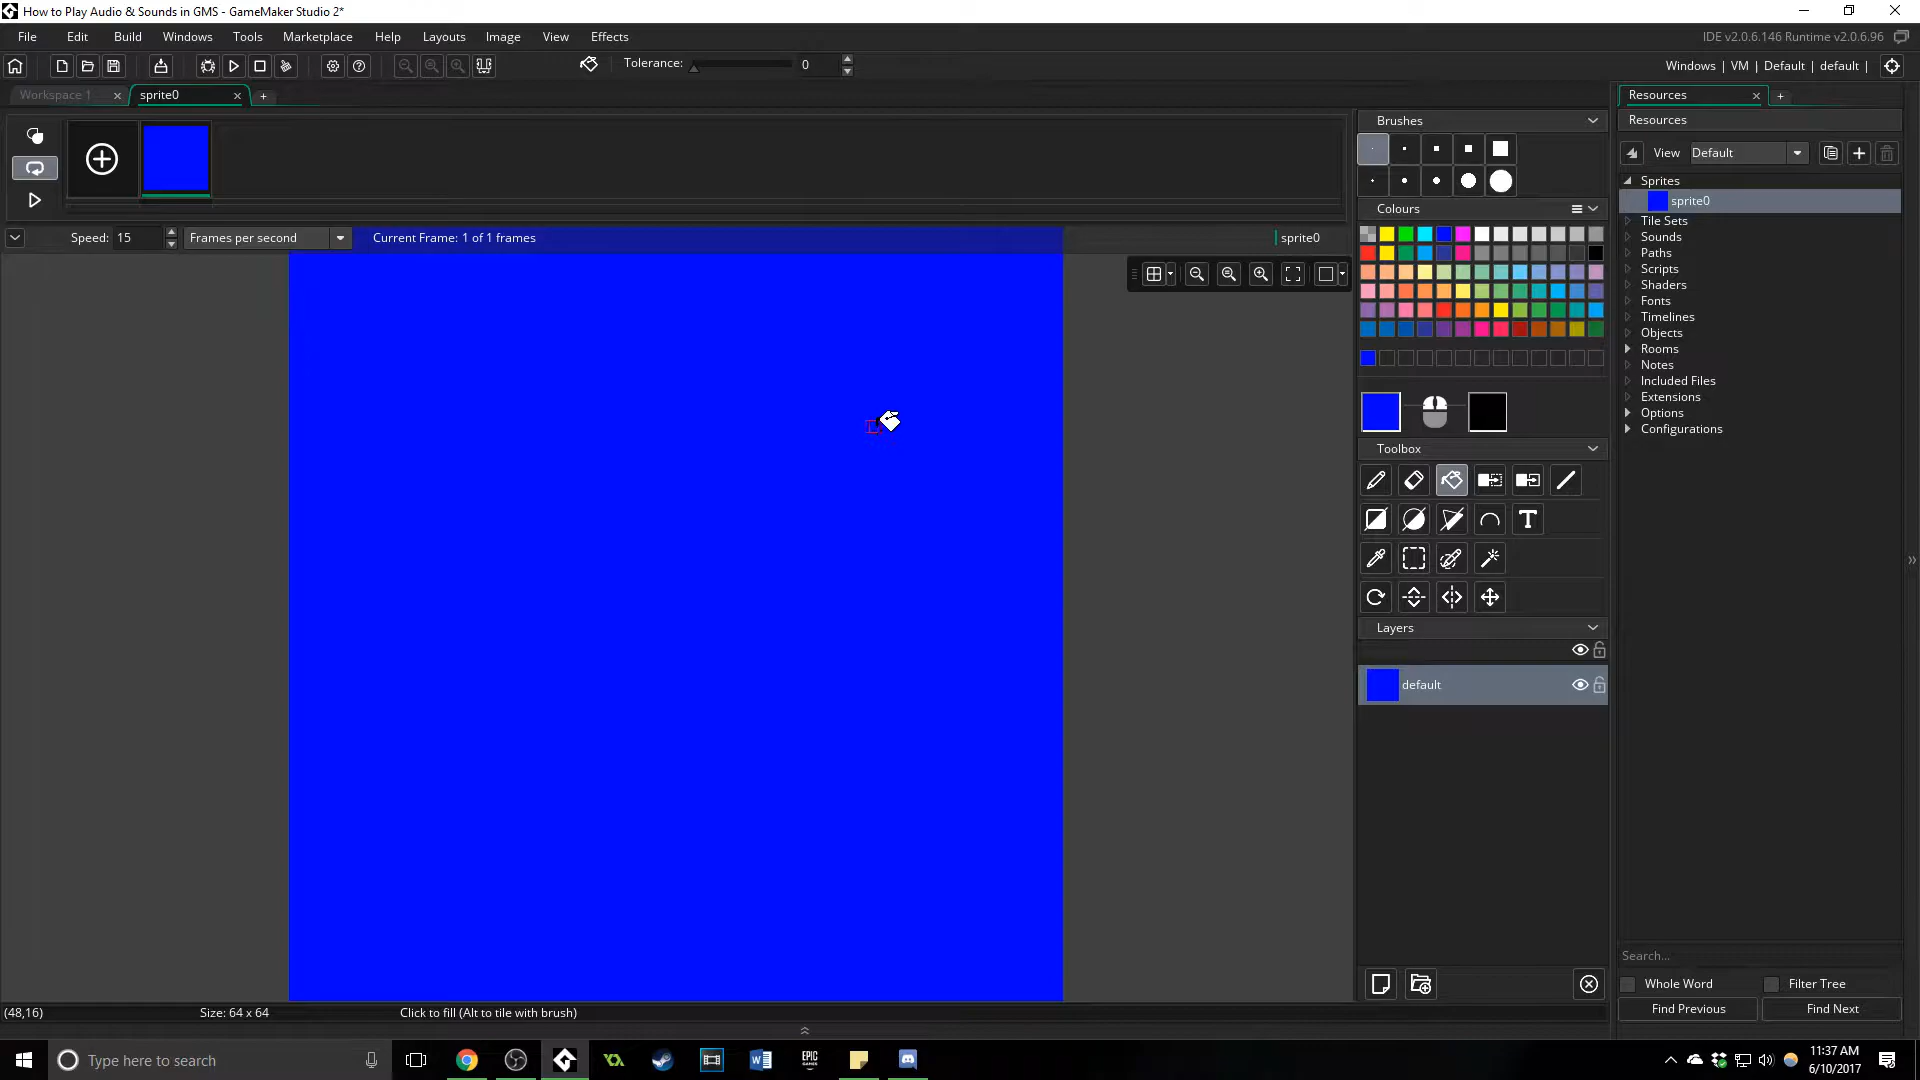 How to Play Audio & Sounds in GMS - GameMaker Studio 2*
File Edit Build Windows Tools Marketplace Help Layouts Image View Effects
IDE v2.0.6.146 Runtime v2.0.6.96
Tolerance: 0
Windows | VM | Default | default |
Workspace 1
sprite0
Resources
Resources
View Default
Sprites
sprite0
Tile Sets
Sounds
Paths
Scripts
Shaders
Fonts
Timelines
Objects
Rooms
Notes
Included Files
Extensions
Options
Configurations
Brushes
Colours
Toolbox
T
Layers
default
Speed: 15 Frames per second
Current Frame: 1 of 1 frames
sprite0
Search...
Whole Word
Filter Tree
Find Previous
Find Next
(48,16)
Size: 64 x 64
Click to fill (Alt to tile with brush)
Type here to search
EPIC
GAMES
11:37 AM
6/10/2017